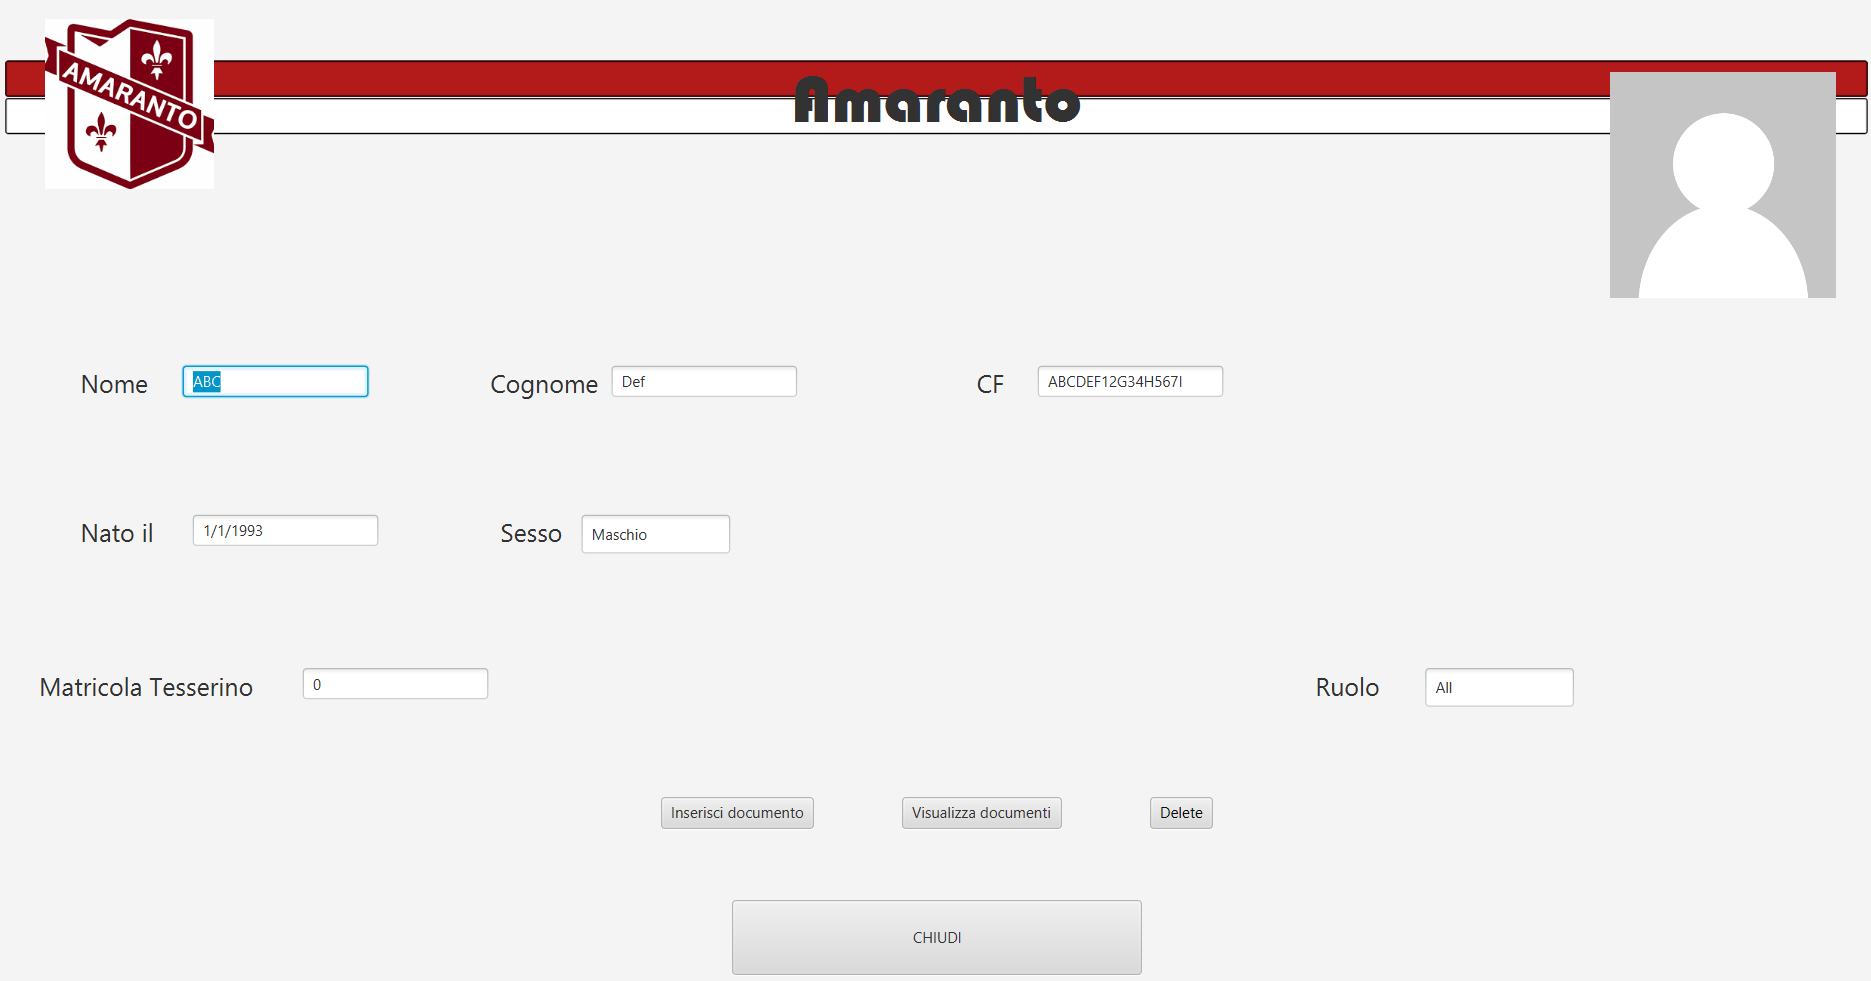 AMARANTO
Amaranto
Nome ABC Cognome Def CF ABCDEF12G34H567I
Nato il 1/1/1993 Sesso Maschio
Matricola Tesserino 0 Ruolo All
Inserisci documento Visualizza documenti Delete
CHIUDI